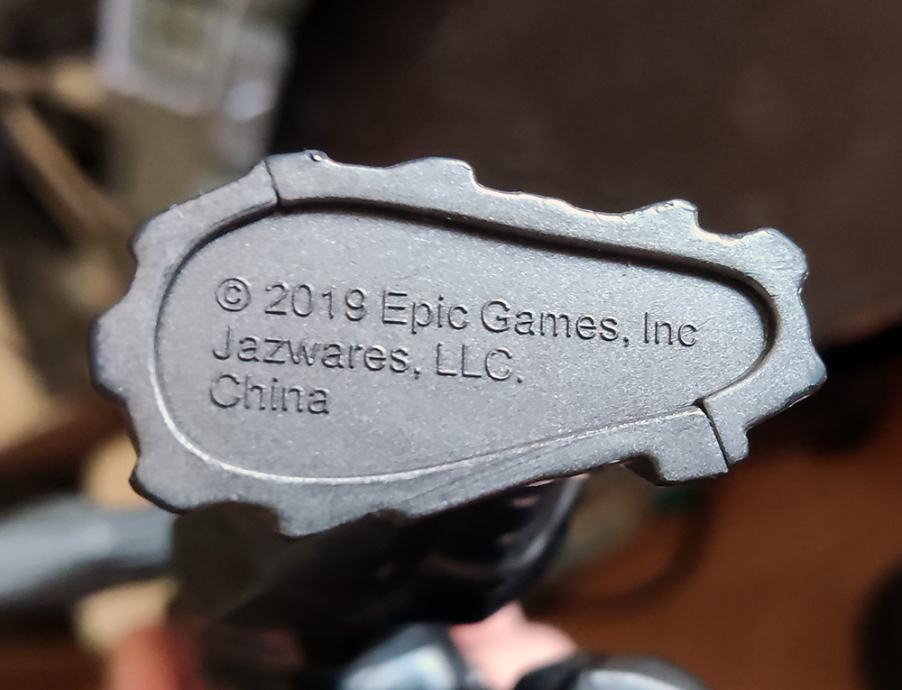 © 2019 Epic Games, Inc
Jazwares, LLC.
China